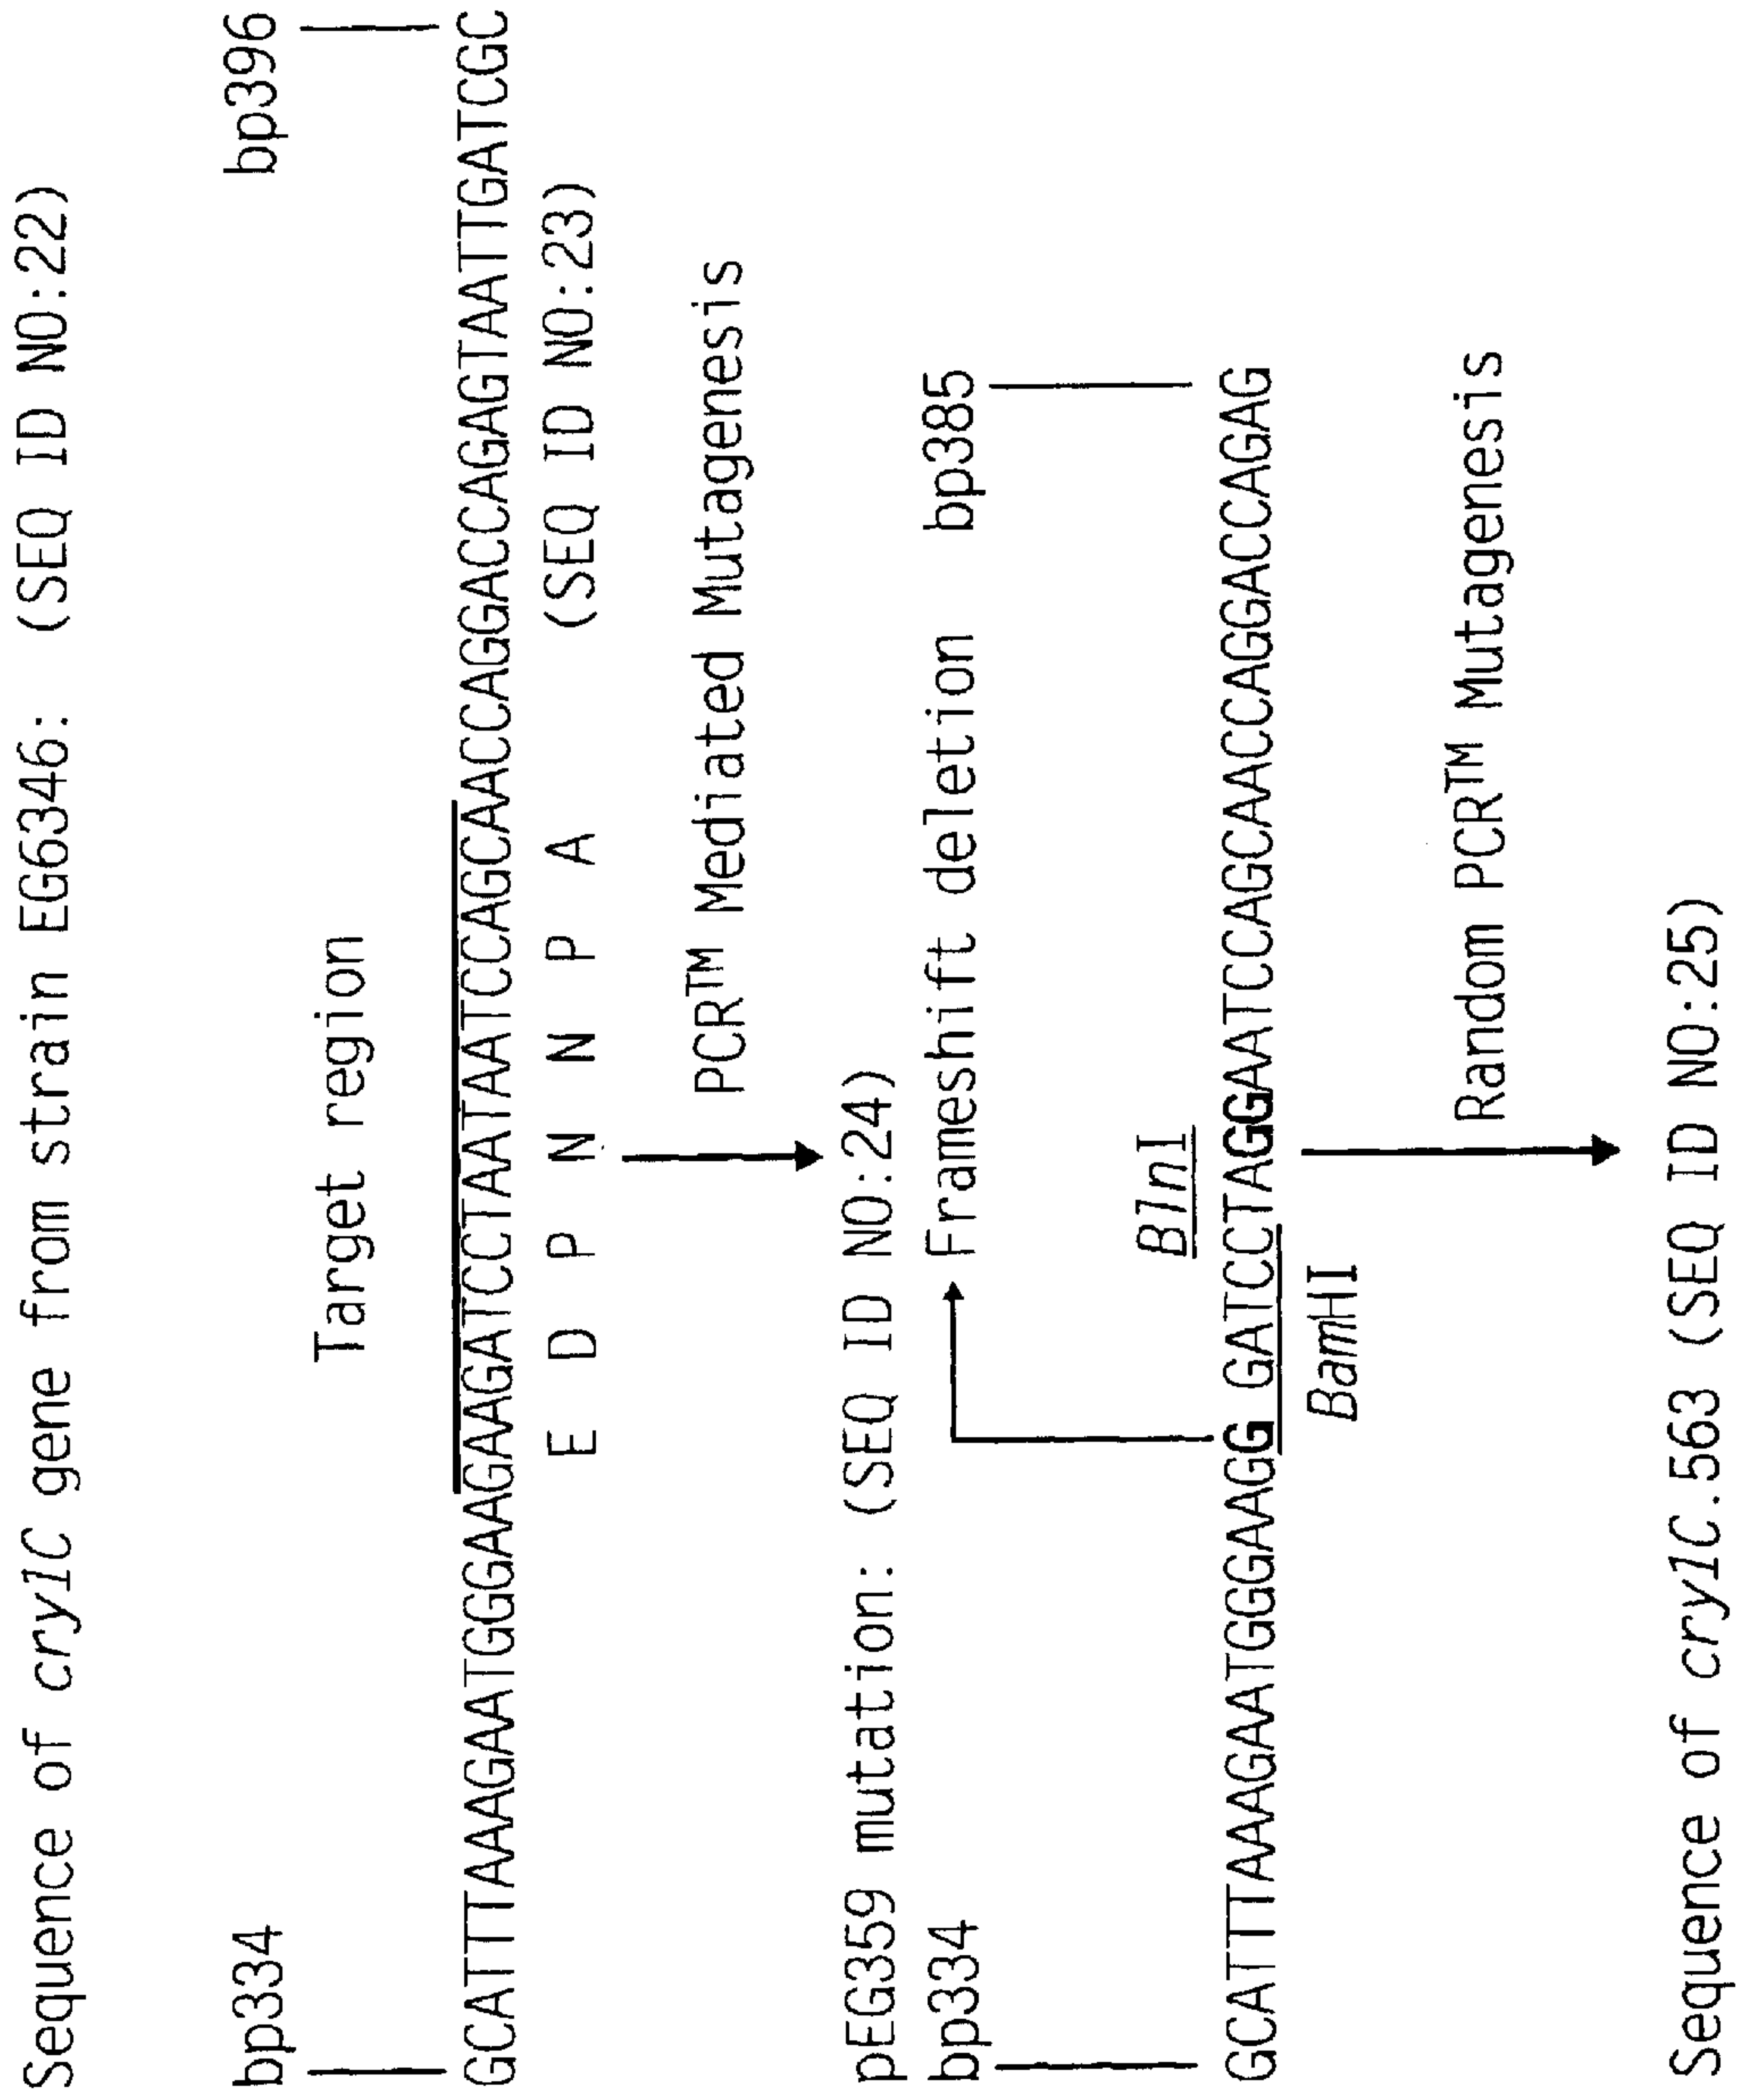 Sequence of cry1C gene from strain EG6346: (SEQ ID NO:22)
bp334 bp396
Target region
GCATTTAAAGAATGGGAAGAAGATCCTAATAATCCAGCAACCAGGACCAGAGTAATTGATCGC
E D P N N P A (SEQ ID NO:23)
PCR™ Mediated Mutagenesis
pEG359 mutation: (SEQ ID NO:24)
bp334 Frameshift deletion bp385
BlnI
GCATTTAAAGAATGGGAAGG GATCCTAGGAATCCAGCAACCAGGACCAGAG
BamHI
Random PCR™ Mutagenesis
Sequence of cry1C.563 (SEQ ID NO:25)